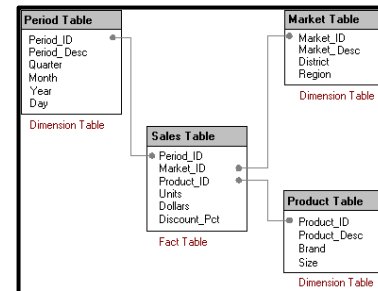 Period Table
Period_ID
Period_Desc
Quarter
Month
Year
Day
Dimension Table
Market Table
Market_ID
Market_Desc
District
Region
Dimension Table
Sales Table
Period_ID
Market_ID
Product_ID
Units
Dollars
Discount_Pct
Fact Table
Product Table
Product_ID
Product_Desc
Brand
Size
Dimension Table